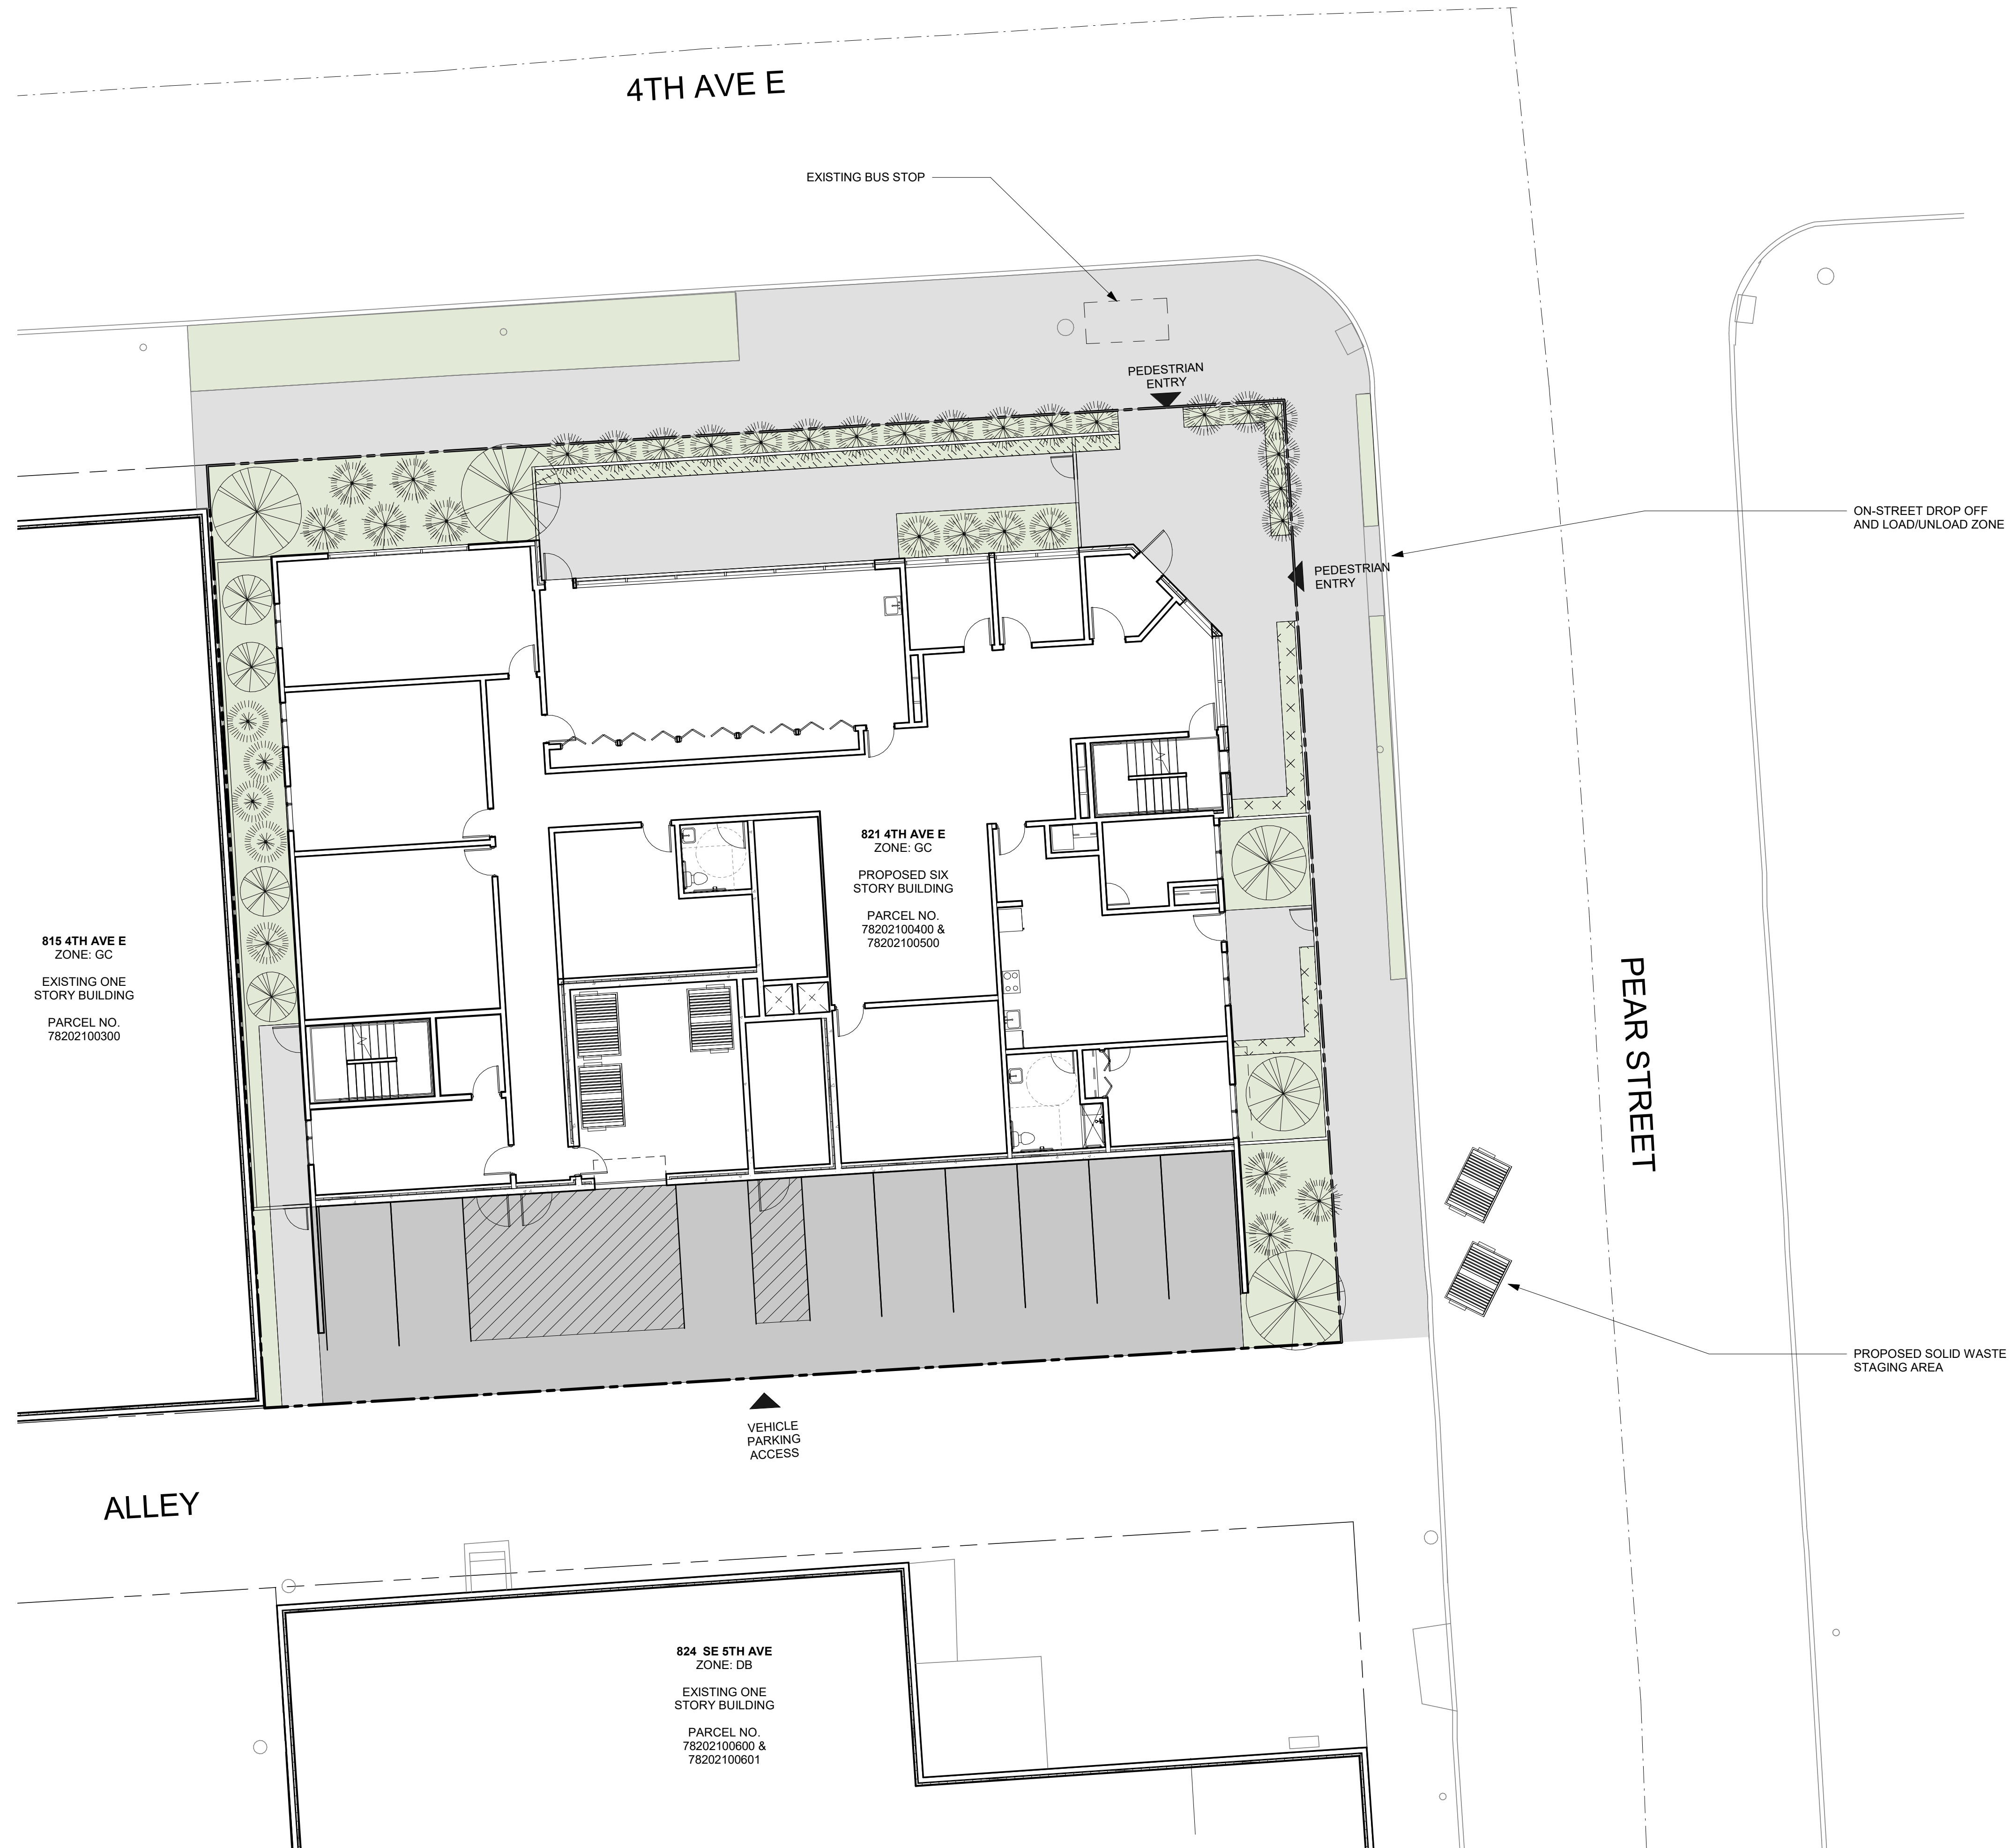 4TH AVE E
EXISTING BUS STOP
PEDESTRIAN
ENTRY
ON-STREET DROP OFF
AND LOAD/UNLOAD ZONE
PEDESTRIAN
ENTRY
821 4TH AVE E
ZONE: GC
PROPOSED SIX
STORY BUILDING
PARCEL NO.
78202100400 &
78202100500
815 4TH AVE E
ZONE: GC
EXISTING ONE
STORY BUILDING
PARCEL NO.
78202100300
PEAR STREET
PROPOSED SOLID WASTE
STAGING AREA
VEHICLE
PARKING
ACCESS
ALLEY
824 SE 5TH AVE
ZONE: DB
EXISTING ONE
STORY BUILDING
PARCEL NO.
78202100600 &
78202100601